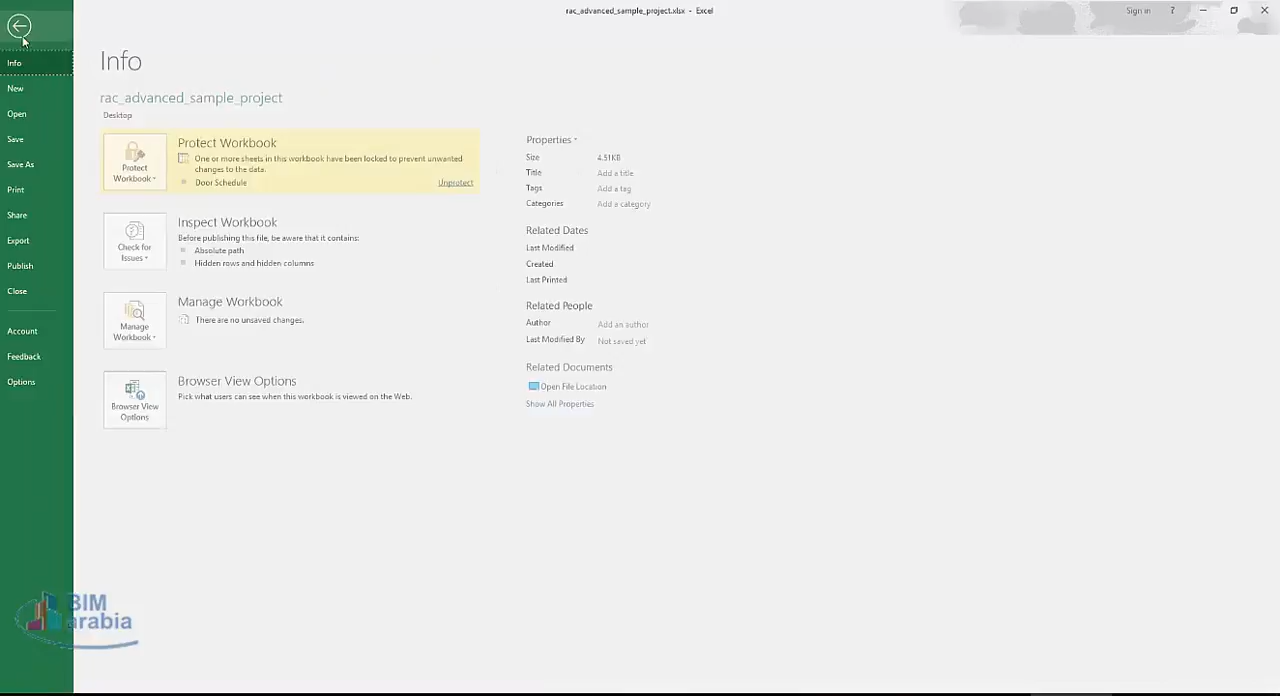 rac_advanced_sample_project.xlsx - Excel
Sign in
?
Info
New
Open
Save
Save As
Print
Share
Export
Publish
Close
Account
Feedback
Options
Info
rac_advanced_sample_project
Desktop
Protect Workbook
Protect Workbook
One or more sheets in this workbook have been locked to prevent unwanted
changes to the data.
Door Schedule
Unprotect
Check for
Issues
Inspect Workbook
Before publishing this file, be aware that it contains:
Absolute path
Hidden rows and hidden columns
Manage
Workbook
Manage Workbook
There are no unsaved changes.
Browser View
Options
Browser View Options
Pick what users can see when this workbook is viewed on the Web.
Properties
Size 4.51KB
Title Add a title
Tags Add a tag
Categories Add a category
Related Dates
Last Modified
Created
Last Printed
Related People
Author Add an author
Last Modified By Not saved yet
Related Documents
Open File Location
Show All Properties
BIM
arabia